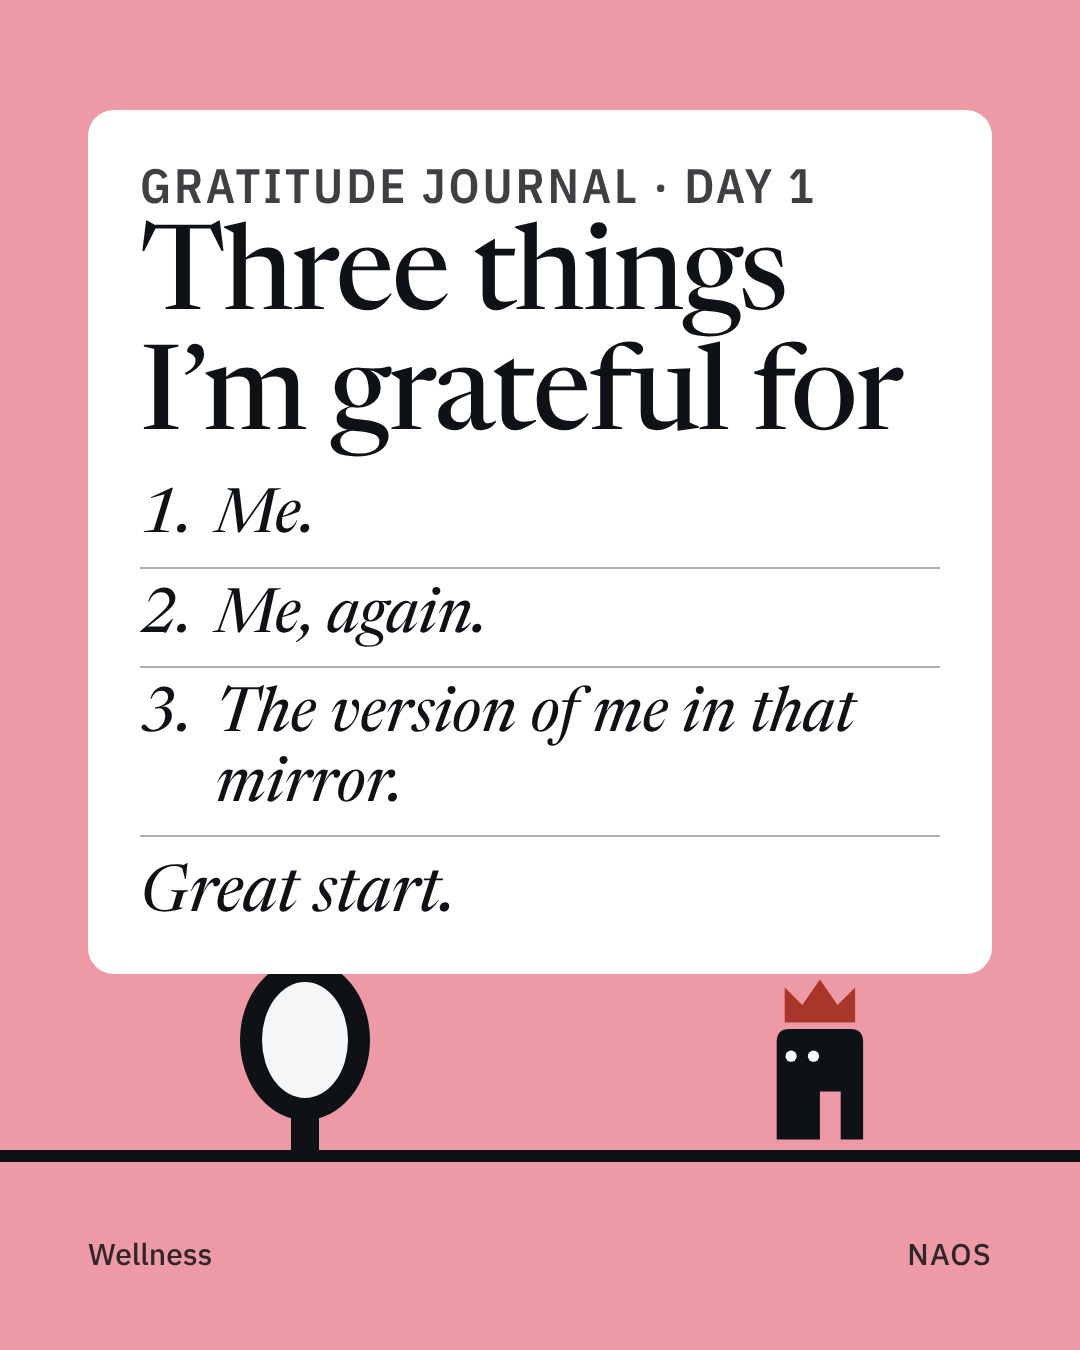 GRATITUDE JOURNAL · DAY 1
Three things
I’m grateful for
1. Me.
2. Me, again.
3. The version of me in that
mirror.
Great start.
Wellness
NAOS